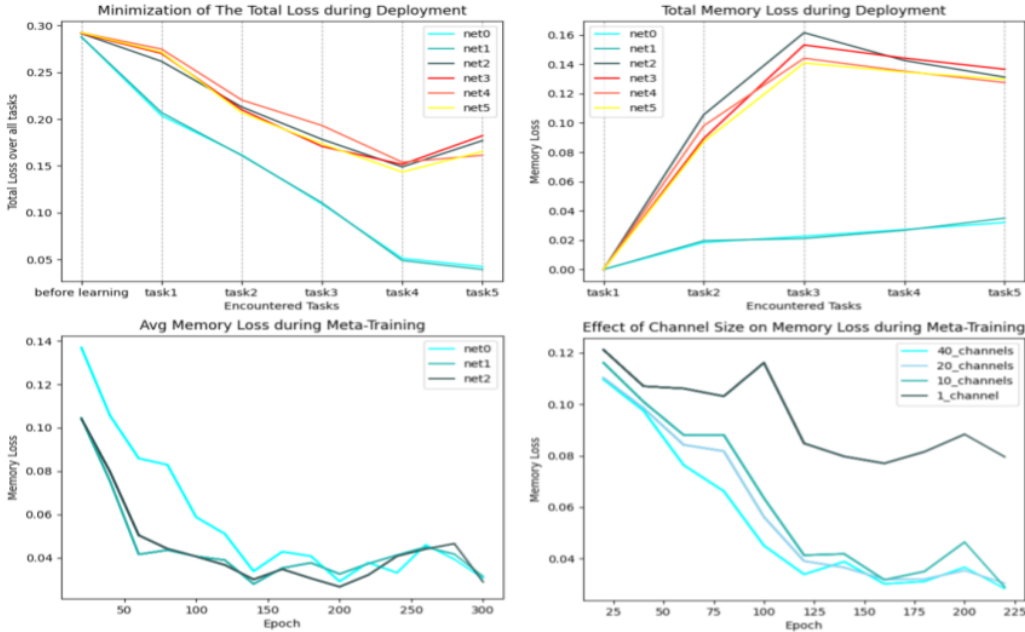 Minimization of The Total Loss during Deployment
0.30
0.25
0.20
0.15
0.10
0.05
Total Loss over all tasks
net0
net1
net2
net3
net4
net5
before learning task1 task2 task3 task4 task5
Encountered Tasks
Total Memory Loss during Deployment
0.16
0.14
0.12
0.10
0.08
0.06
0.04
0.02
0.00
Memory Loss
net0
net1
net2
net3
net4
net5
task1 task2 task3 task4 task5
Encountered Tasks
Avg Memory Loss during Meta-Training
0.14
0.12
0.10
0.08
0.06
0.04
Memory Loss
net0
net1
net2
50 100 150 200 250 300
Epoch
Effect of Channel Size on Memory Loss during Meta-Training
0.12
0.10
0.08
0.06
0.04
Memory Loss
40_channels
20_channels
10_channels
1_channel
25 50 75 100 125 150 175 200 225
Epoch